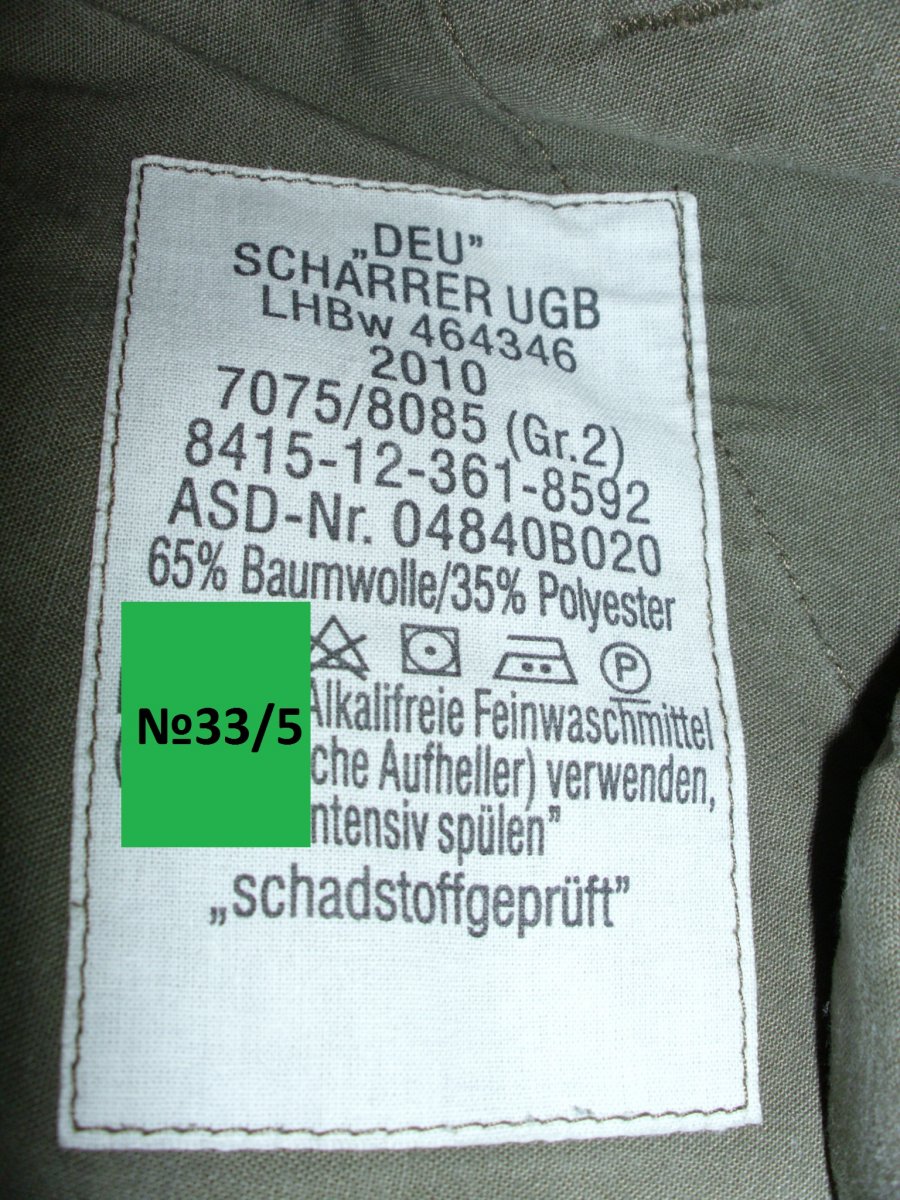 „DEU”
SCHARRER UGB
LHBw 464346
2010
7075/8085 (Gr.2)
8415-12-361-8592
ASD-Nr. 04840B020
65% Baumwolle/35% Polyester
P
Alkalifreie Feinwaschmittel
№33/5
che Aufheller) verwenden,
ntensiv spülen”
„schadstoffgeprüft”